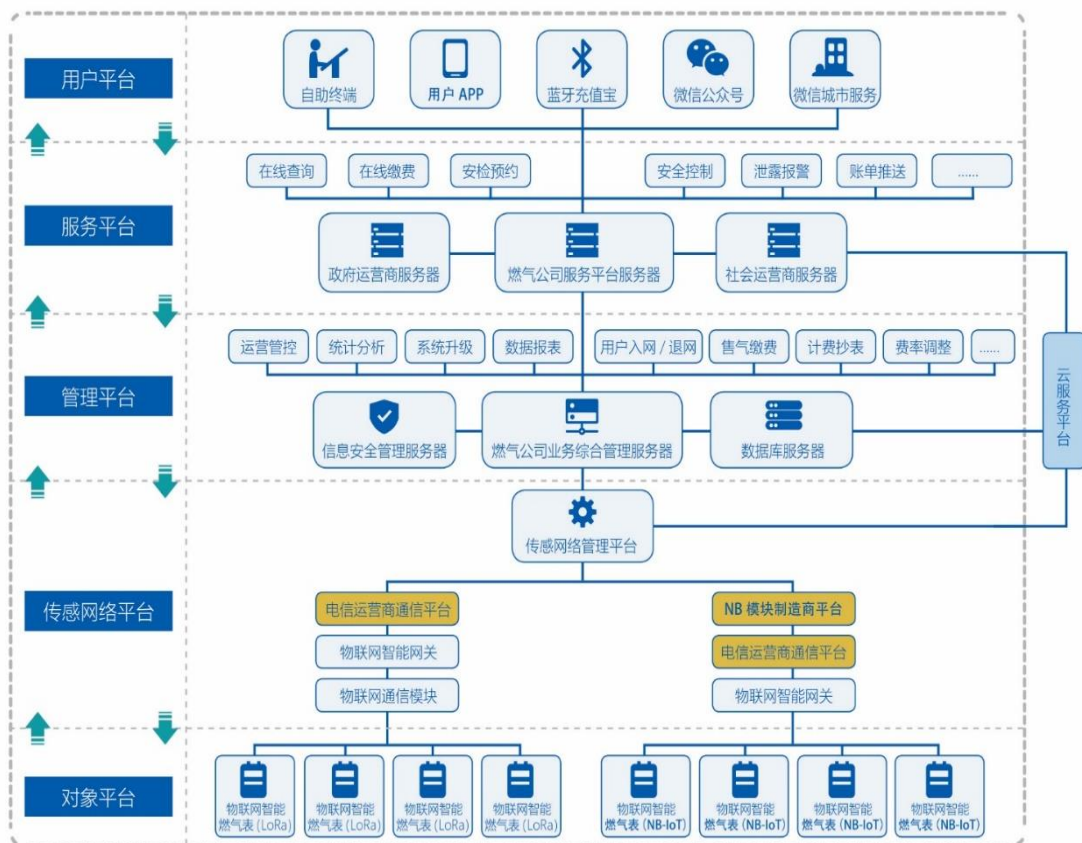 用户平台
自助终端
用户 APP
蓝牙充值宝
微信公众号
微信城市服务
服务平台
在线查询
在线缴费
安检预约
安全控制
泄露报警
账单推送
......
政府运营商服务器
燃气公司服务平台服务器
社会运营商服务器
管理平台
运营管控
统计分析
系统升级
数据报表
用户入网 / 退网
售气缴费
计费抄表
费率调整
......
信息安全管理服务器
燃气公司业务综合管理服务器
数据库服务器
云服务平台
传感网络平台
传感网络管理平台
电信运营商通信平台
物联网智能网关
物联网通信模块
NB 模块制造商平台
电信运营商通信平台
物联网智能网关
对象平台
物联网智能
燃气表 (LoRa)
物联网智能
燃气表 (LoRa)
物联网智能
燃气表 (LoRa)
物联网智能
燃气表 (LoRa)
物联网智能
燃气表 (NB-IoT)
物联网智能
燃气表 (NB-IoT)
物联网智能
燃气表 (NB-IoT)
物联网智能
燃气表 (NB-IoT)